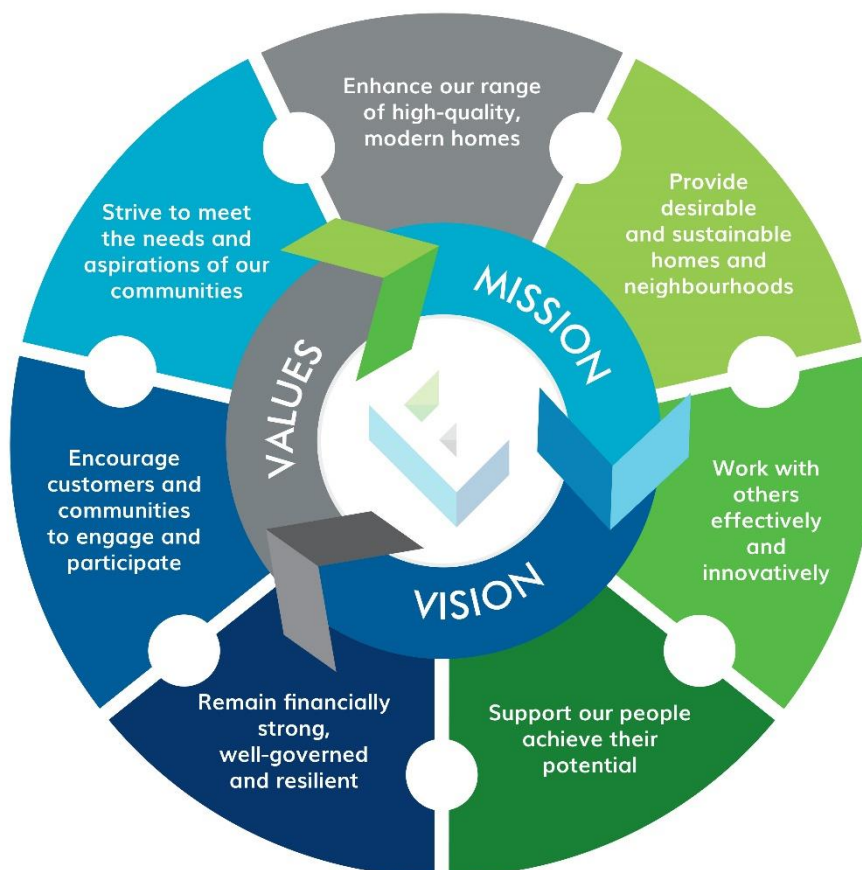 Enhance our range
of high-quality,
modern homes
Provide
desirable
and sustainable
homes and
neighbourhoods
Work with
others
effectively
and
innovatively
Support our people
achieve their
potential
Remain financially
strong,
well-governed
and resilient
Encourage
customers and
communities
to engage and
participate
Strive to meet
the needs and
aspirations of our
communities
MISSION
VISION
VALUES